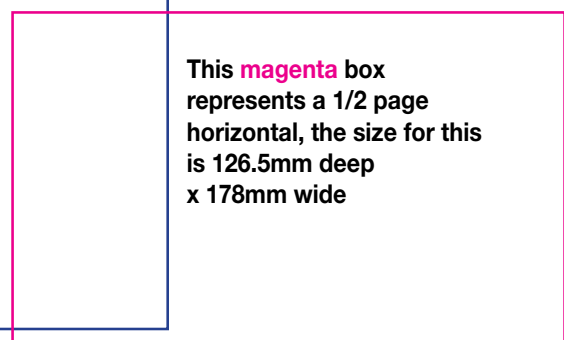 This magenta box
represents a 1/2 page
horizontal, the size for this
is 126.5mm deep
x 178mm wide